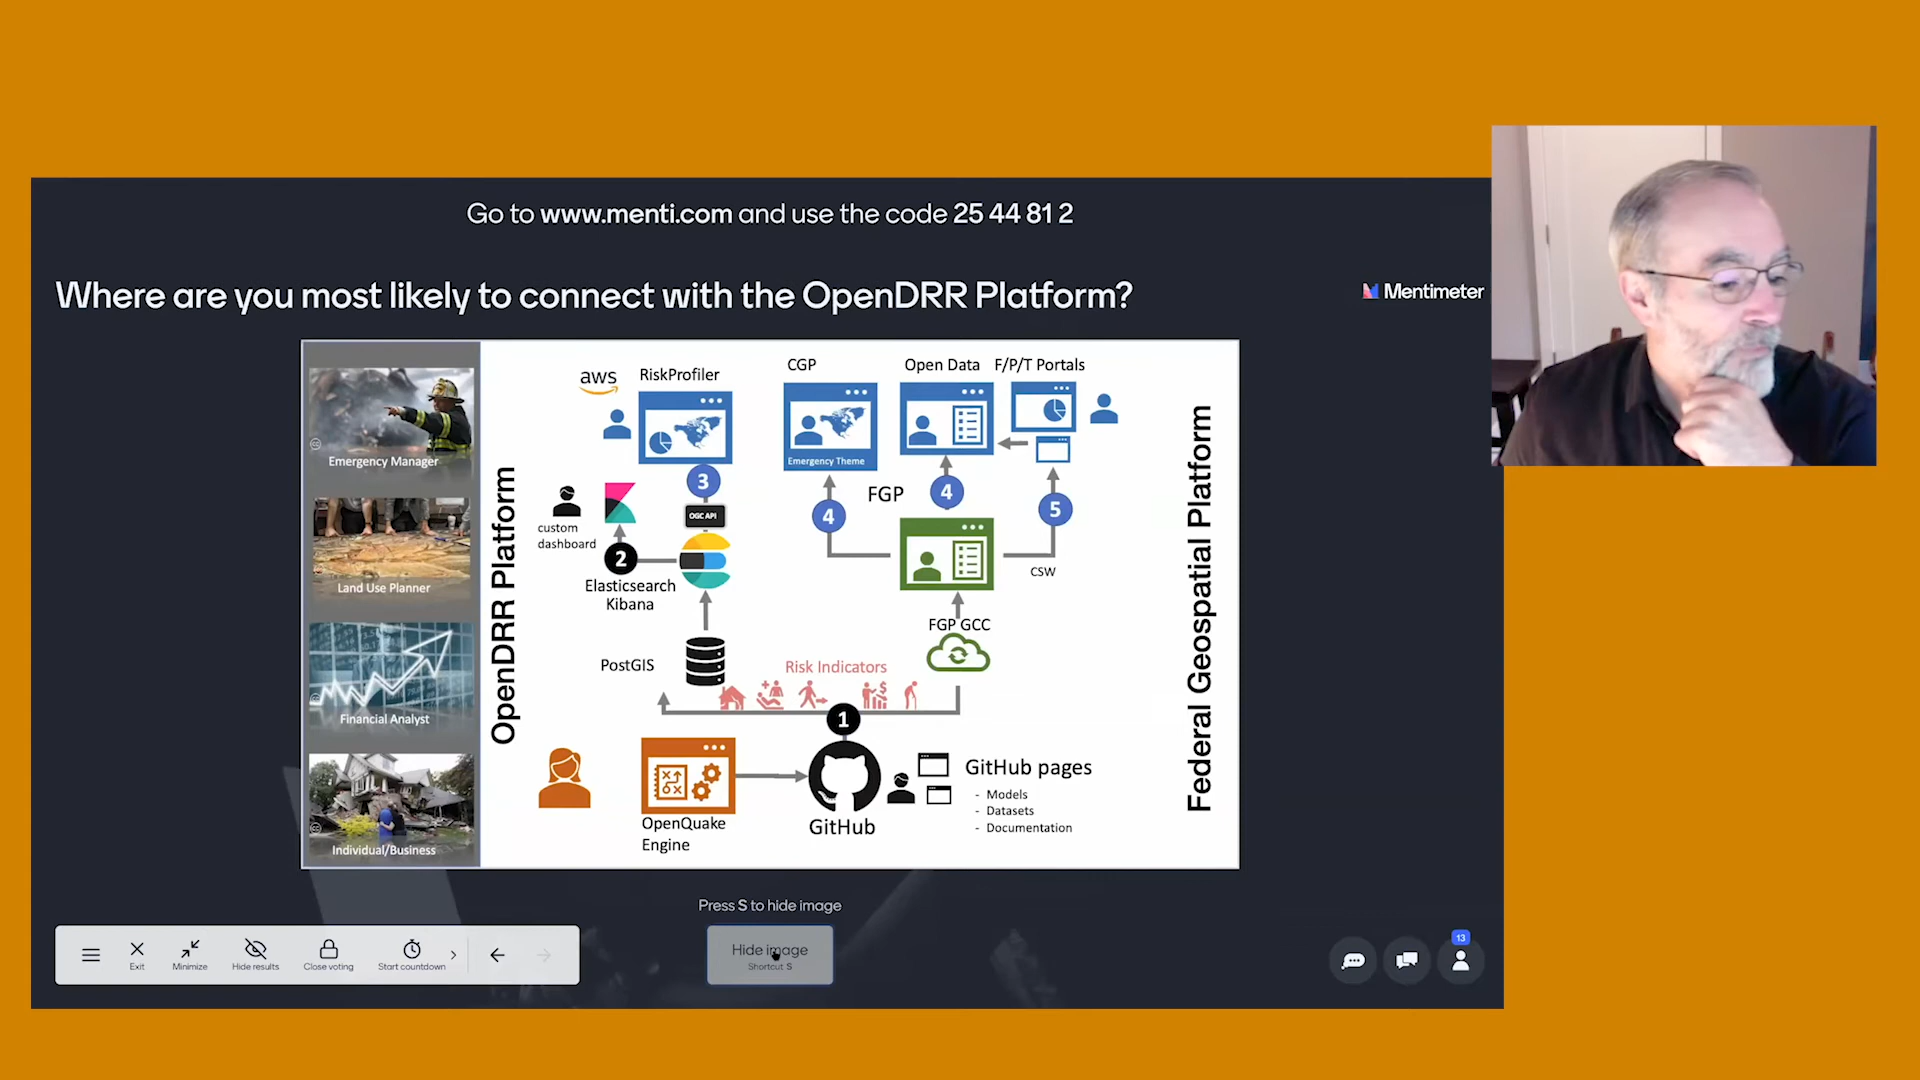 Go to www.menti.com and use the code 25 44 81 2
Where are you most likely to connect with the OpenDRR Platform?
Mentimeter
Emergency Manager
Land Use Planner
Financial Analyst
Individual/Business
OpenDRR Platform
aws
RiskProfiler
3
OGC API
custom
dashboard
2
Elasticsearch
Kibana
PostGIS
CGP
Emergency Theme
Open Data
F/P/T Portals
FGP
4
4
5
CSW
FGP GCC
Risk Indicators
1
OpenQuake
Engine
GitHub
GitHub pages
- Models
- Datasets
- Documentation
Federal Geospatial Platform
Press S to hide image
Hide image
Shortcut S
Exit
Minimize
Hide results
Close voting
Start countdown
13